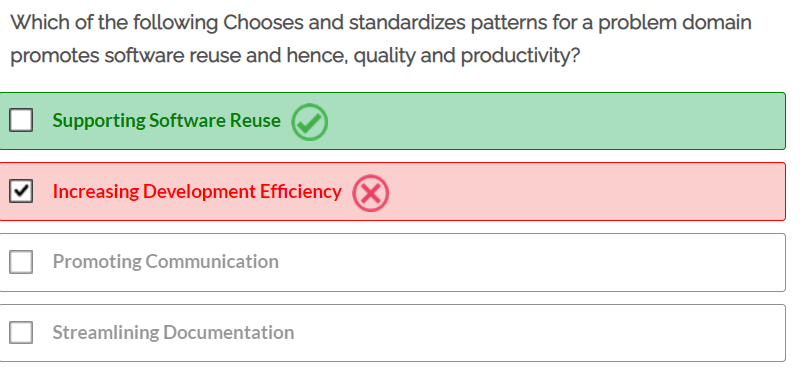 Which of the following Chooses and standardizes patterns for a problem domain
promotes software reuse and hence, quality and productivity?
Supporting Software Reuse
Increasing Development Efficiency
Promoting Communication
Streamlining Documentation